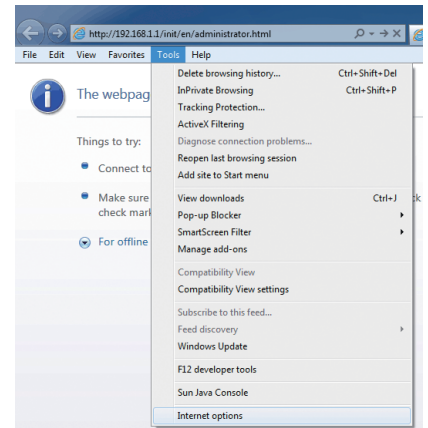 http://192.168.1.1/init/en/administrator.html
File Edit View Favorites Tools Help
Delete browsing history... Ctrl+Shift+Del
InPrivate Browsing Ctrl+Shift+P
Tracking Protection...
ActiveX Filtering
Diagnose connection problems...
Reopen last browsing session
Add site to Start menu
View downloads Ctrl+J
Pop-up Blocker
SmartScreen Filter
Manage add-ons
Compatibility View
Compatibility View settings
Subscribe to this feed...
Feed discovery
Windows Update
F12 developer tools
Sun Java Console
Internet options
The webpag
Things to try:
Connect to
Make sure
check mark
For offline